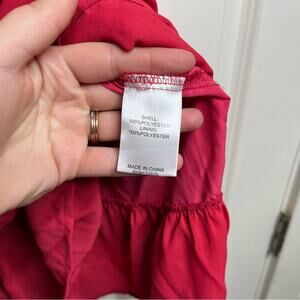 SHELL:
100%POLYESTER
LINING:
100%POLYESTER
MADE IN CHINA